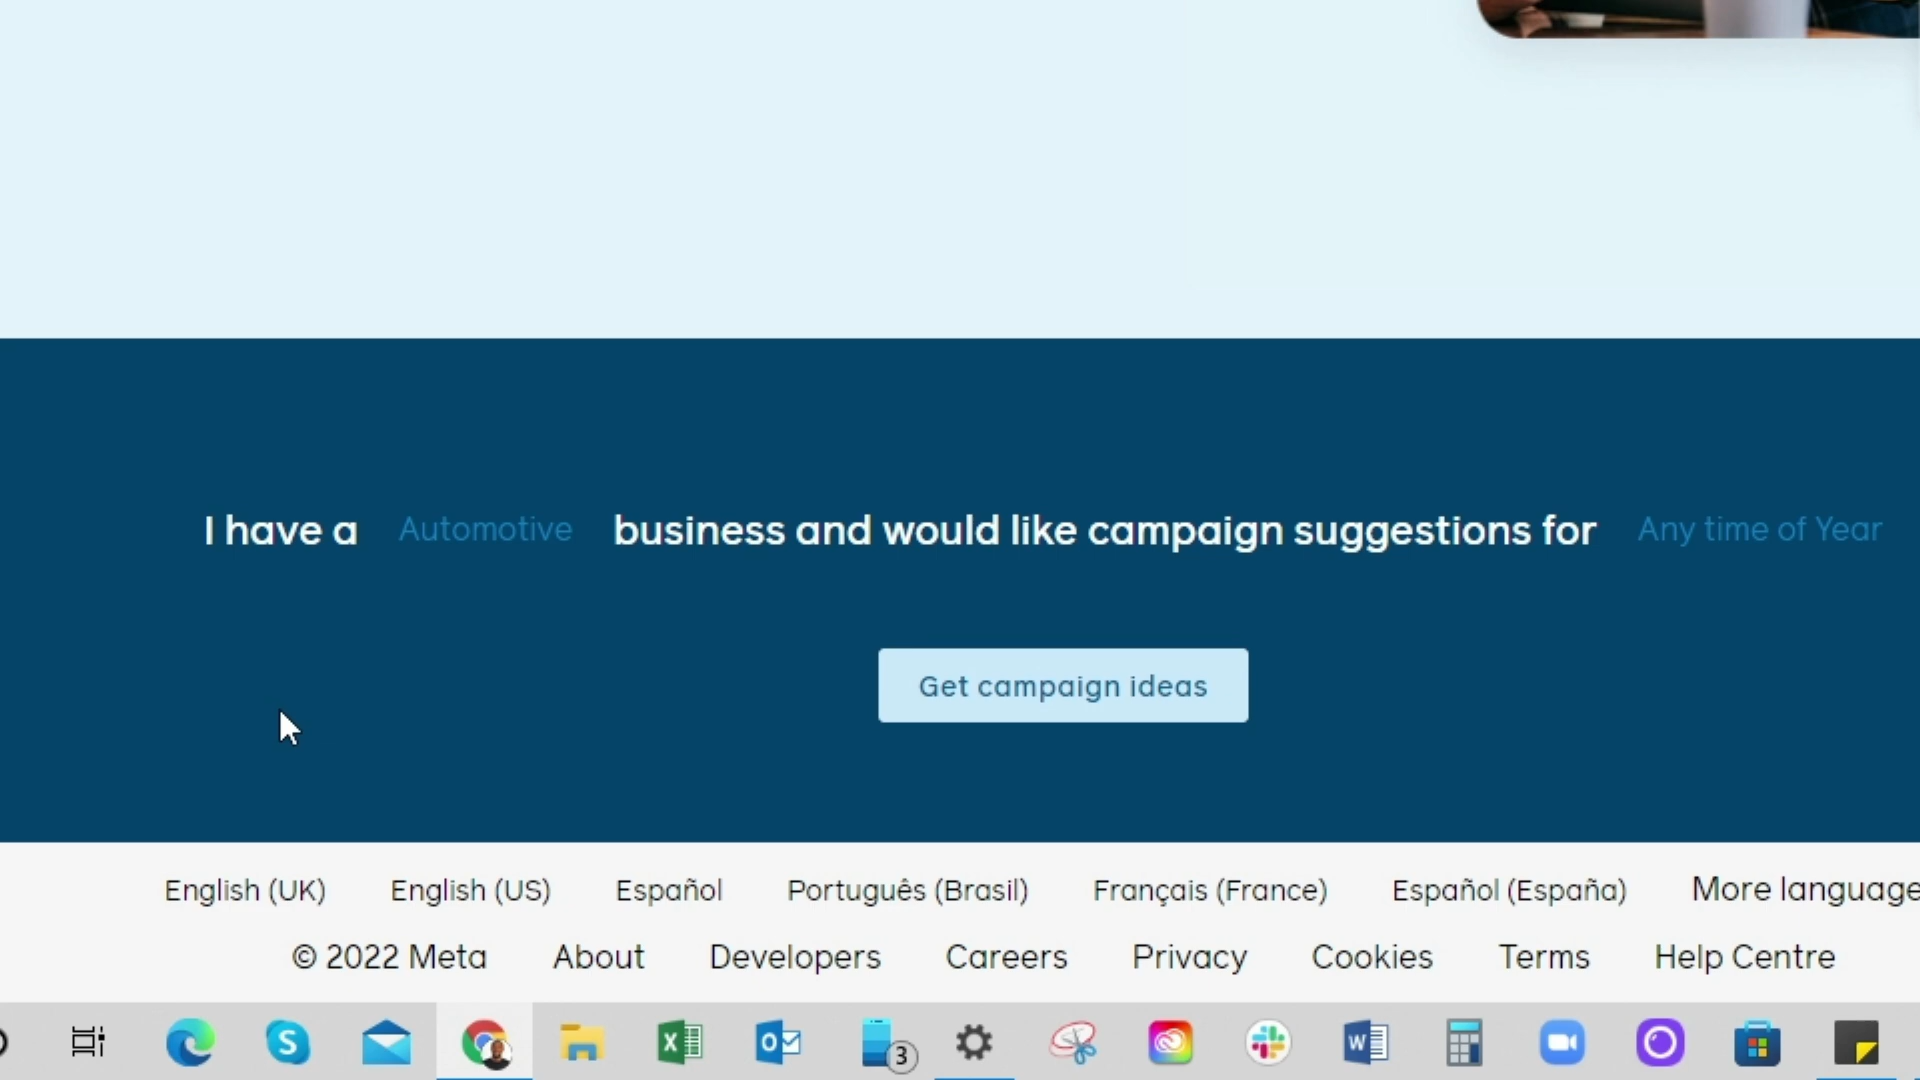 I have a Automotive business and would like campaign suggestions for Any time of Year
Get campaign ideas
English (UK) English (US) Español Português (Brasil) Français (France) Español (España) More language
© 2022 Meta About Developers Careers Privacy Cookies Terms Help Centre
S X O 3 W